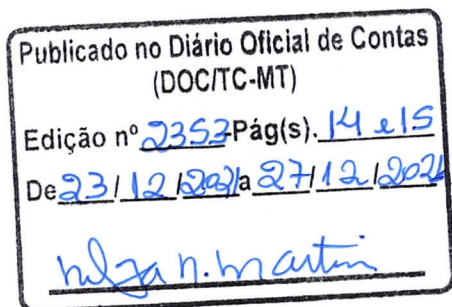 Publicado no Diário Oficial de Contas
(DOC/TC-MT)
Edição nº 2353 Pág(s). 14 e 15
De 23/12/2021 a 27/12/2021
n. martin